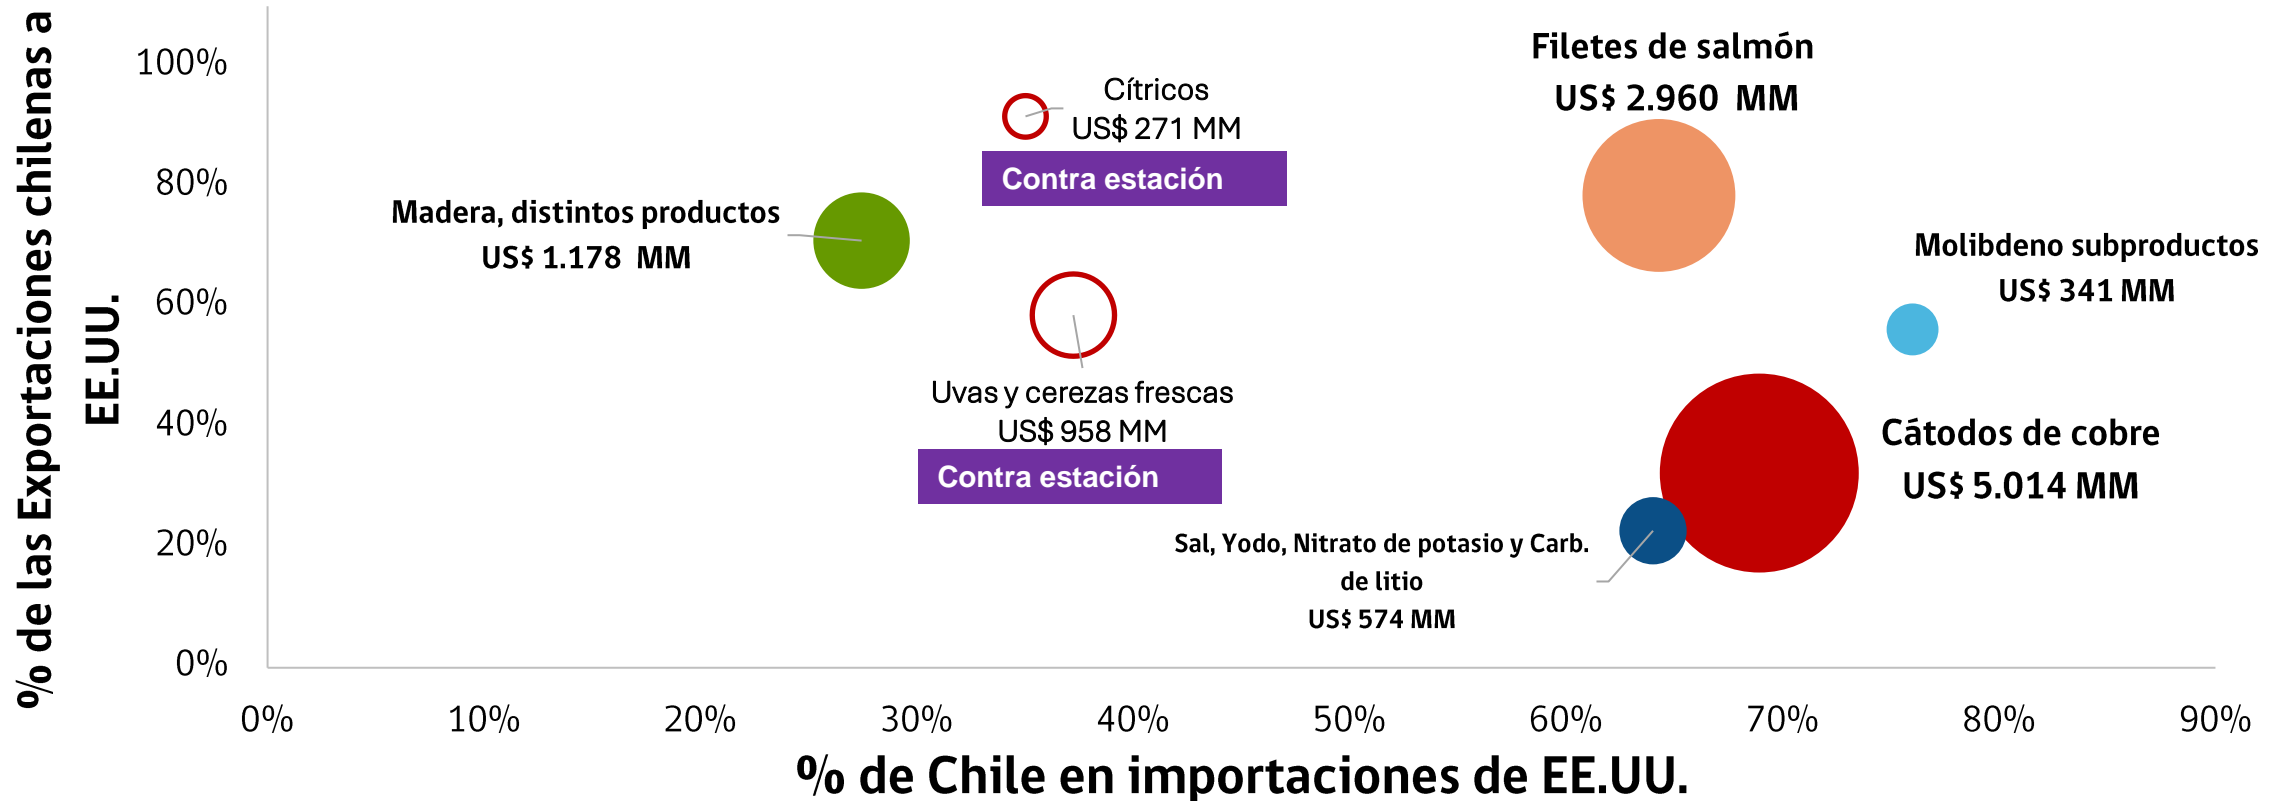 % de las Exportaciones chilenas a
EE.UU.
100%
80%
60%
40%
20%
0%
Cítricos
US$ 271 MM
Contra estación
Filetes de salmón
US$ 2.960 MM
Madera, distintos productos
US$ 1.178 MM
Molibdeno subproductos
US$ 341 MM
Uvas y cerezas frescas
US$ 958 MM
Contra estación
Cátodos de cobre
US$ 5.014 MM
Sal, Yodo, Nitrato de potasio y Carb.
de litio
US$ 574 MM
0% 10% 20% 30% 40% 50% 60% 70% 80% 90%
% de Chile en importaciones de EE.UU.